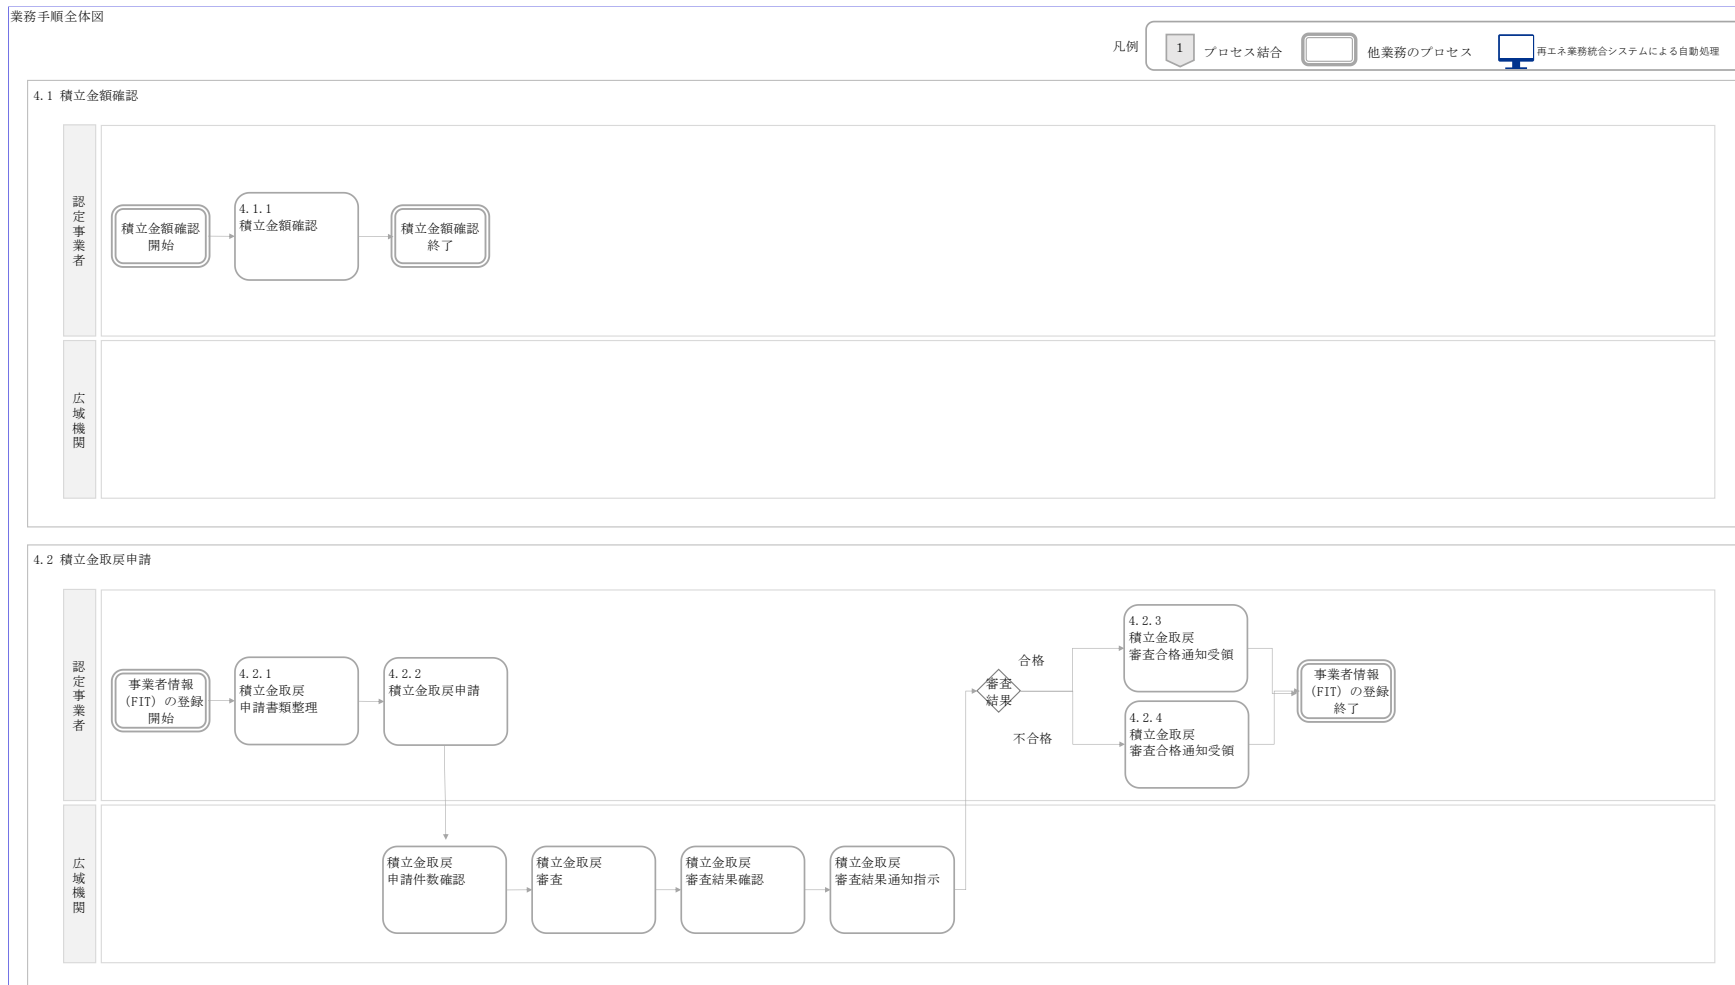 業務手順全体図
凡例
1
プロセス結合
他業務のプロセス
再エネ業務統合システムによる自動処理
4.1 積立金額確認
認定事業者
積立金額確認
開始
4.1.1
積立金額確認
積立金額確認
終了
広域機関
4.2 積立金取戻申請
認定事業者
事業者情報
（FIT）の登録
開始
4.2.1
積立金取戻
申請書類整理
4.2.2
積立金取戻申請
審査
結果
合格
不合格
4.2.3
積立金取戻
審査合格通知受領
4.2.4
積立金取戻
審査合格通知受領
事業者情報
（FIT）の登録
終了
広域機関
積立金取戻
申請件数確認
積立金取戻
審査
積立金取戻
審査結果確認
積立金取戻
審査結果通知指示